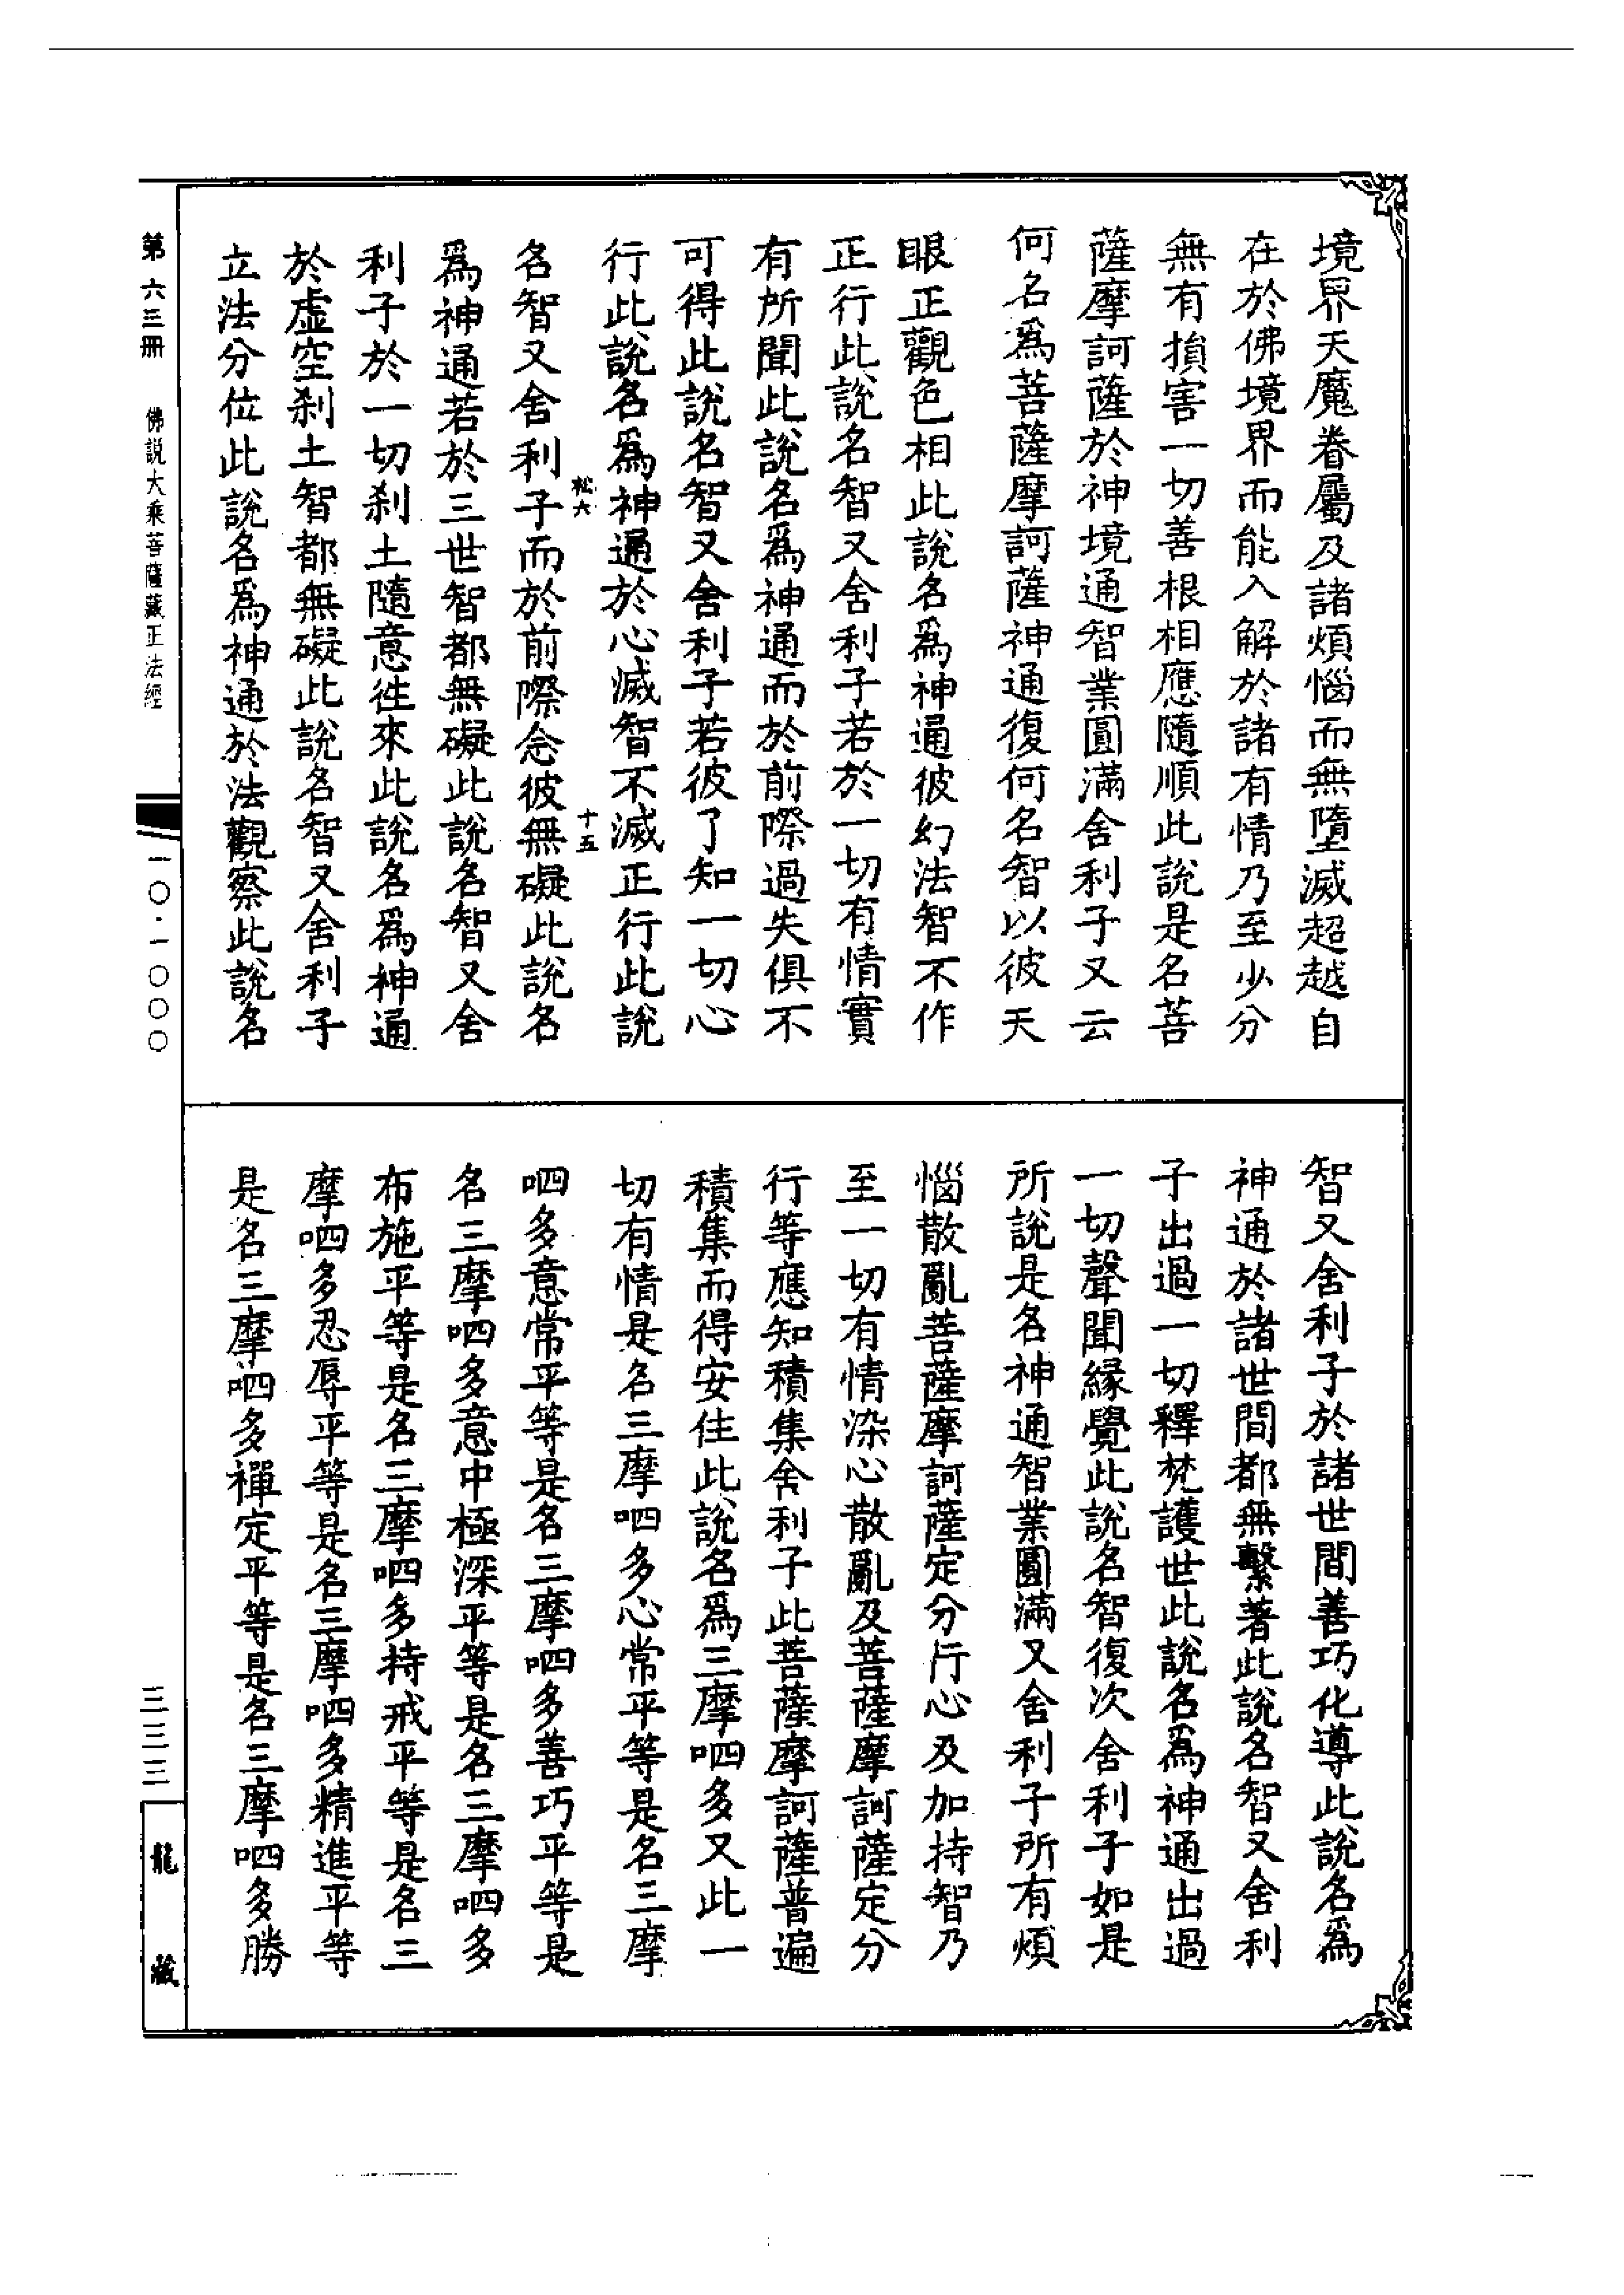 境界天魔眷屬及諸煩惱而無墮滅超越自
在於佛境界而能入解於諸有情乃至少分
無有損害一切善根相應隨順此說是名菩
薩摩訶薩於神境通智業圓滿舍利子又云
何名爲菩薩摩訶薩神通復何名智以彼天
眼正觀色相此說名爲神通彼幻法智不作
正行此說名智又舍利子若於一切有情實
有所聞此說名爲神通而於前際過失俱不
可得此說名智又舍利子若彼了知一切心
行此說名爲神通於心滅智不滅正行此說
松六
十五
名智又舍利子而於前際念彼無礙此說名
爲神通若於三世智都無礙此說名智又舍
利子於一切刹土隨意徃來此說名爲神通
於虛空刹土智都無礙此說名智又舍利子
立法分位此說名爲神通於法觀察此說名
智又舍利子於諸世間善巧化導此說名爲
神通於諸世間都無繫著此說名智又舍利
子出過一切釋梵護世此說名爲神通出過
一切聲聞緣覺此說名智復次舍利子如是
所說是名神通智業圓滿又舍利子所有煩
惱散亂菩薩摩訶薩定分行心及加持智乃
至一切有情染心散亂及菩薩摩訶薩定分
行等應知積集舍利子此菩薩摩訶薩普遍
積集而得安住此說名爲三摩呬多又此一
切有情是名三摩呬多心常平等是名三摩
呬多意常平等是名三摩呬多善巧平等是
名三摩呬多意中極深平等是名三摩呬多
布施平等是名三摩呬多持戒平等是名三
摩呬多忍辱平等是名三摩呬多精進平等
是名三摩呬多禪定平等是名三摩呬多勝
第六三冊 佛說大乘菩薩藏正法經
一〇·一〇〇〇
三三三
龍藏